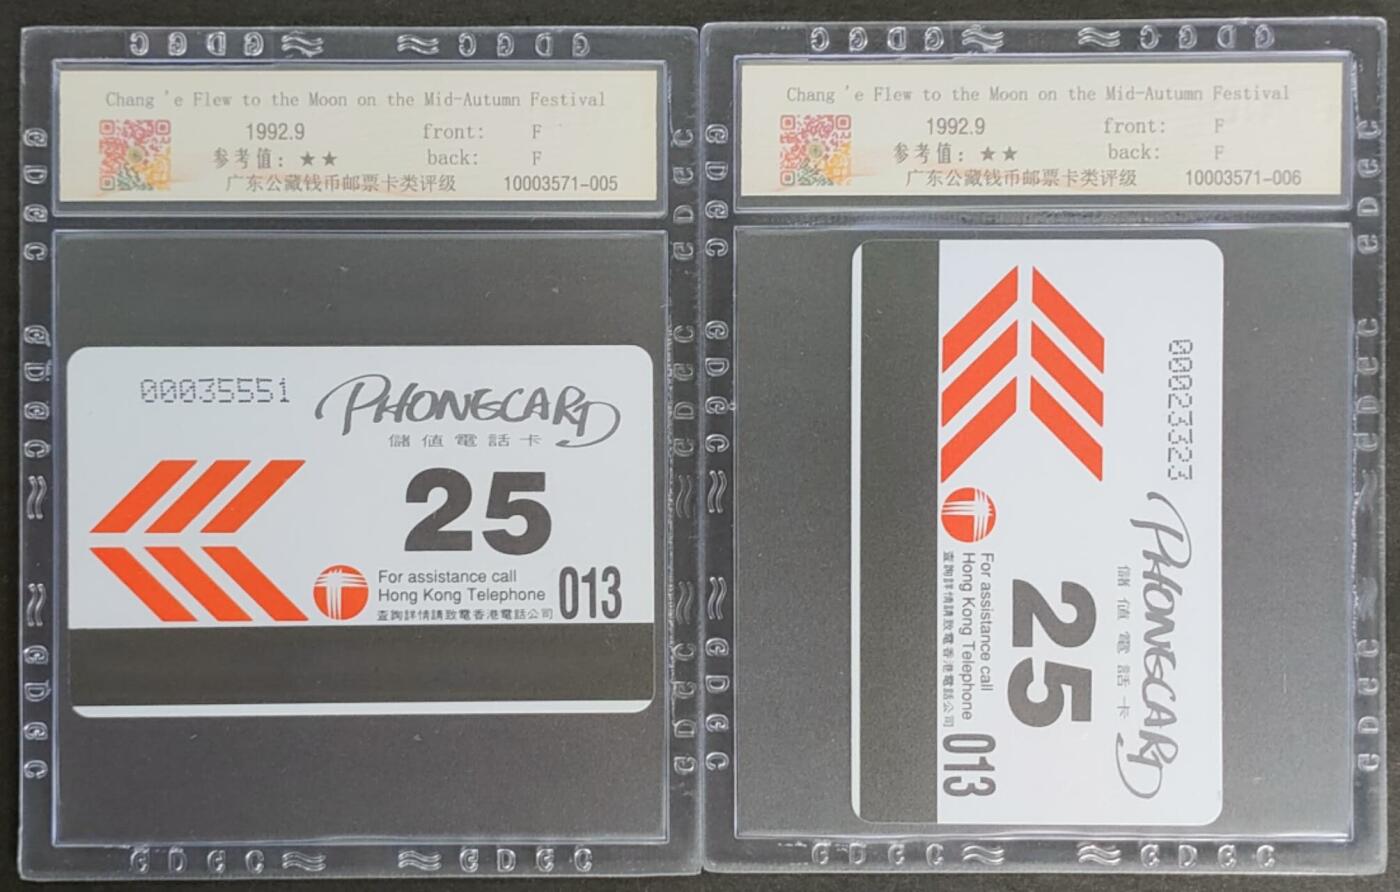 G D G C
G D G C
Chang 'e Flew to the Moon on the Mid-Autumn Festival
1992.9 front: F
参考值：★★ back: F
广东公藏钱币邮票卡类评级 10003571-005
00035551
PHONECARD
儲值電話卡
25
For assistance call
Hong Kong Telephone
查詢詳情請致電香港電話公司
013
G D G C
G D G C
G D G C
G D G C
Chang 'e Flew to the Moon on the Mid-Autumn Festival
1992.9 front: F
参考值：★★ back: F
广东公藏钱币邮票卡类评级 10003571-006
00023323
PHONECARD
儲值電話卡
25
For assistance call
Hong Kong Telephone
查詢詳情請致電香港電話公司
013
G D G C
G D G C